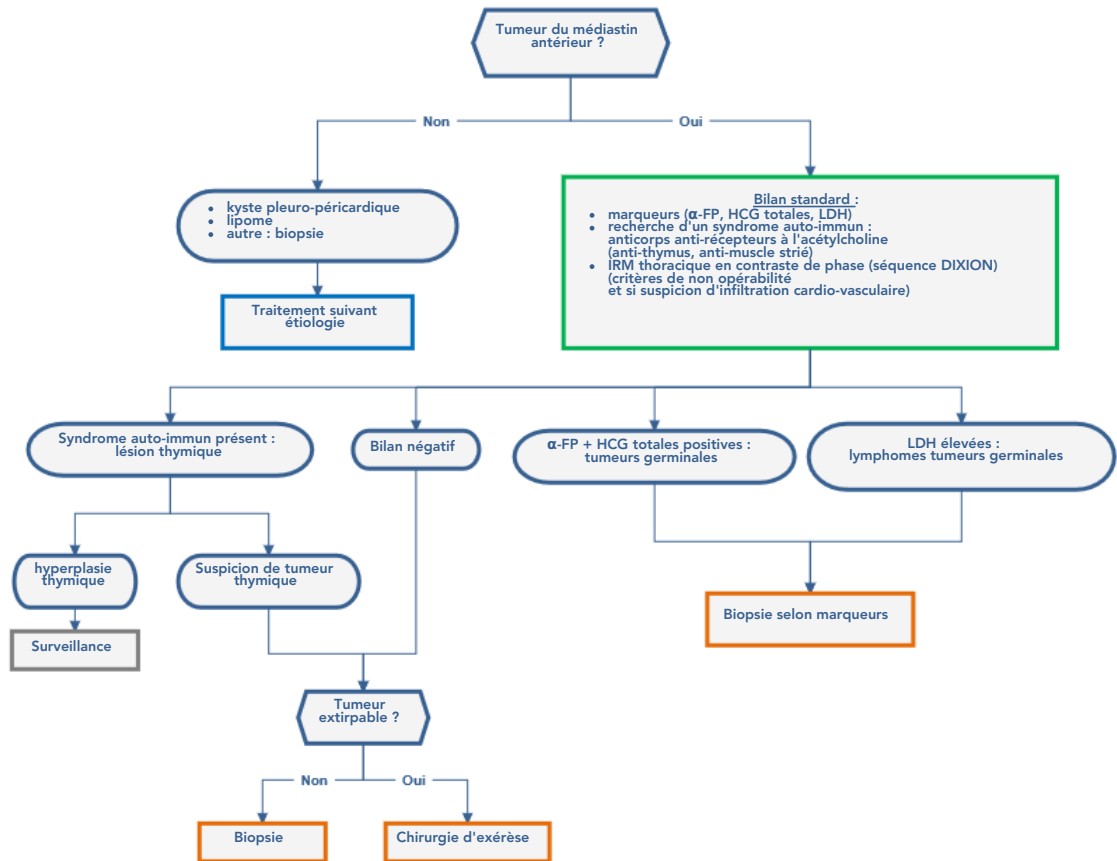 Tumeur du médiastin
antérieur ?
Non
Oui
• kyste pleuro-péricardique
• lipome
• autre : biopsie
Bilan standard :
• marqueurs (α-FP, HCG totales, LDH)
• recherche d'un syndrome auto-immun :
anticorps anti-récepteurs à l'acétylcholine
(anti-thymus, anti-muscle strié)
• IRM thoracique en contraste de phase (séquence DIXION)
(critères de non opérabilité
et si suspicion d'infiltration cardio-vasculaire)
Traitement suivant
étiologie
Syndrome auto-immun présent :
lésion thymique
Bilan négatif
α-FP + HCG totales positives :
tumeurs germinales
LDH élevées :
lymphomes tumeurs germinales
hyperplasie
thymique
Suspicion de tumeur
thymique
Surveillance
Biopsie selon marqueurs
Tumeur
extirpable ?
Non
Oui
Biopsie
Chirurgie d'exérèse